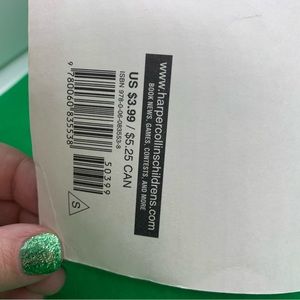 www.harpercollinschildrens.com
BOOK NEWS, GAMES, CONTESTS, AND MORE
US $3.99 / $5.25 CAN
ISBN 978-0-06-083553-8
50399
9 780060 835538
S